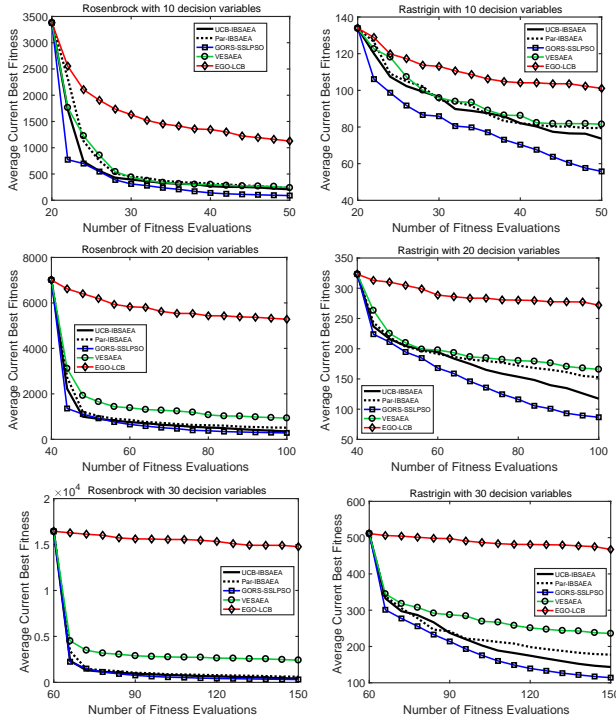 Rosenbrock with 10 decision variables
3500
3000
2500
2000
1500
1000
500
0
Average Current Best Fitness
UCB-IBSAEA
Par-IBSAEA
GORS-SSLPSO
VESAEA
EGO-LCB
20 30 40 50
Number of Fitness Evaluations
Rastrigin with 10 decision variables
140
120
100
80
60
40
Average Current Best Fitness
UCB-IBSAEA
Par-IBSAEA
GORS-SSLPSO
VESAEA
EGO-LCB
20 30 40 50
Number of Fitness Evaluations
Rosenbrock with 20 decision variables
8000
6000
4000
2000
0
Average Current Best Fitness
UCB-IBSAEA
Par-IBSAEA
GORS-SSLPSO
VESAEA
EGO-LCB
40 60 80 100
Number of Fitness Evaluations
Rastrigin with 20 decision variables
350
300
250
200
150
100
50
Average Current Best Fitness
UCB-IBSAEA
Par-IBSAEA
GORS-SSLPSO
VESAEA
EGO-LCB
40 60 80 100
Number of Fitness Evaluations
Rosenbrock with 30 decision variables
×10⁴
2
1.5
1
0.5
0
Average Current Best Fitness
UCB-IBSAEA
Par-IBSAEA
GORS-SSLPSO
VESAEA
EGO-LCB
60 90 120 150
Number of Fitness Evaluations
Rastrigin with 30 decision variables
600
500
400
300
200
100
Average Current Best Fitness
UCB-IBSAEA
Par-IBSAEA
GORS-SSLPSO
VESAEA
EGO-LCB
60 90 120 150
Number of Fitness Evaluations